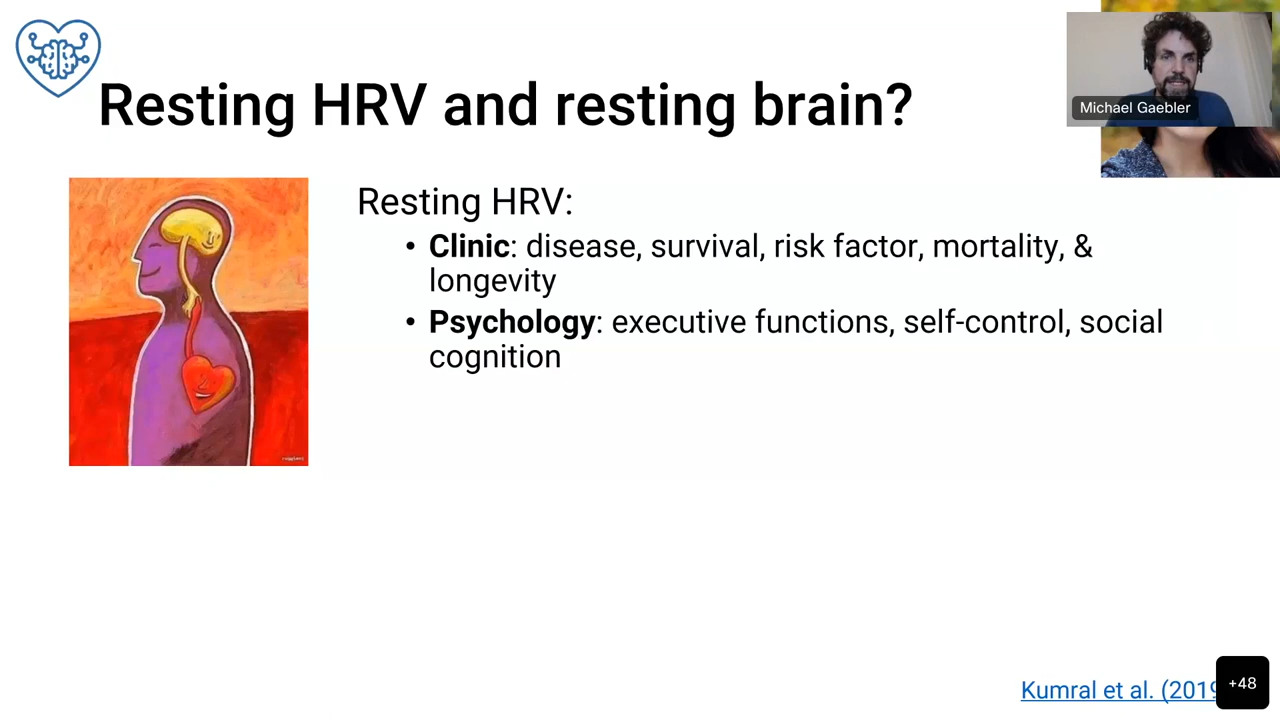 Resting HRV and resting brain?
Michael Gaebler
Resting HRV:
• Clinic: disease, survival, risk factor, mortality, &
longevity
• Psychology: executive functions, self-control, social
cognition
Kumral et al. (2019
+48